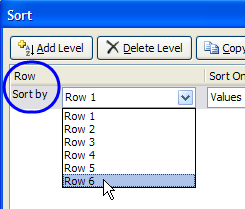 Sort
Add Level Delete Level Copy
Row Sort On
Sort by Row 1 Values
Row 1
Row 2
Row 3
Row 4
Row 5
Row 6